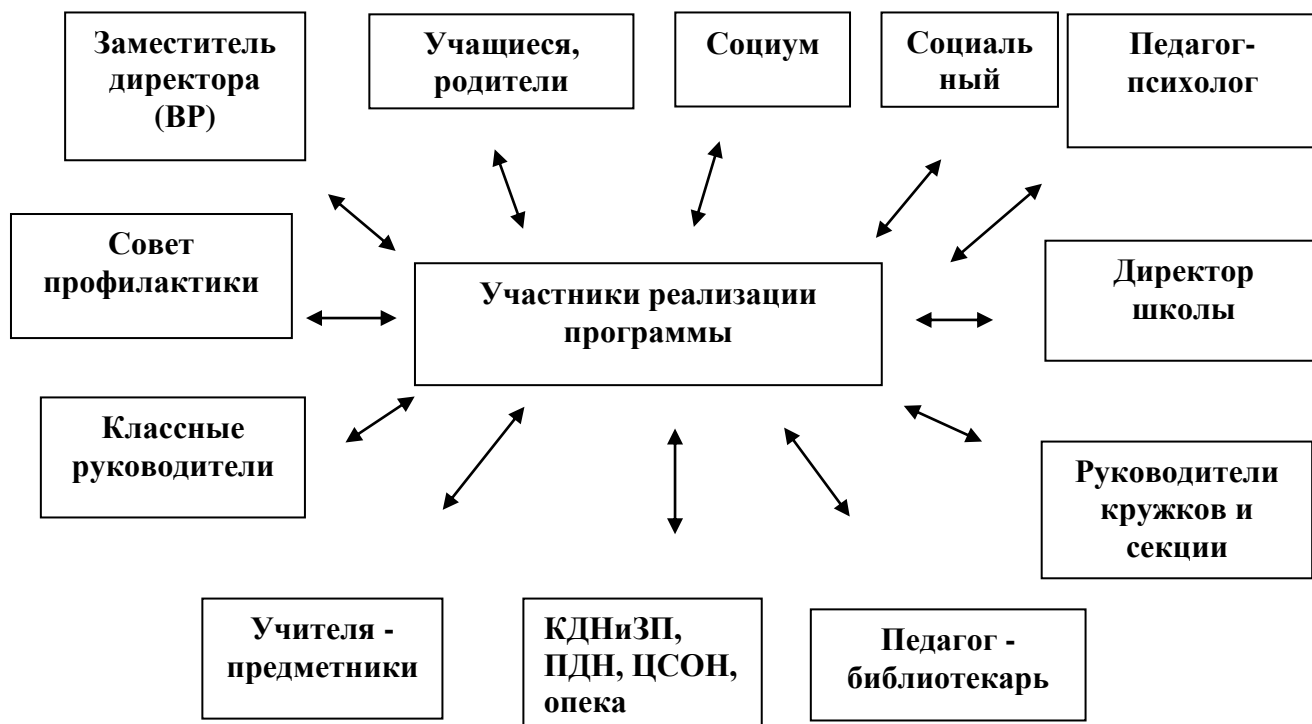 Заместитель
директора
(ВР)
Учащиеся,
родители
Социум
Социаль
ный
Педагог-
психолог
Совет
профилактики
Участники реализации
программы
Директор
школы
Классные
руководители
Руководители
кружков и
секции
Учителя -
предметники
КДНиЗП,
ПДН, ЦСОН,
опека
Педагог -
библиотекарь